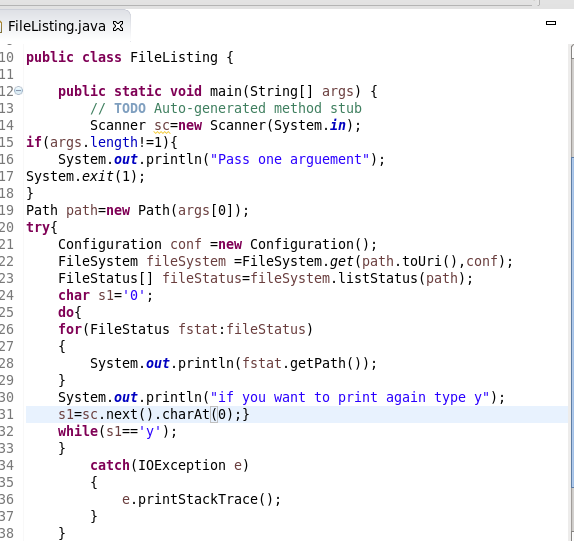 FileListing.java
10 public class FileListing {
11
12 public static void main(String[] args) {
13 // TODO Auto-generated method stub
14 Scanner sc=new Scanner(System.in);
15 if(args.length!=1){
16 System.out.println("Pass one arguement");
17 System.exit(1);
18 }
19 Path path=new Path(args[0]);
20 try{
21 Configuration conf =new Configuration();
22 FileSystem fileSystem =FileSystem.get(path.toUri(),conf);
23 FileStatus[] fileStatus=fileSystem.listStatus(path);
24 char s1='0';
25 do{
26 for(FileStatus fstat:fileStatus)
27 {
28 System.out.println(fstat.getPath());
29 }
30 System.out.println("if you want to print again type y");
31 s1=sc.next().charAt(0);}
32 while(s1=='y');
33 }
34 catch(IOException e)
35 {
36 e.printStackTrace();
37 }
38 }